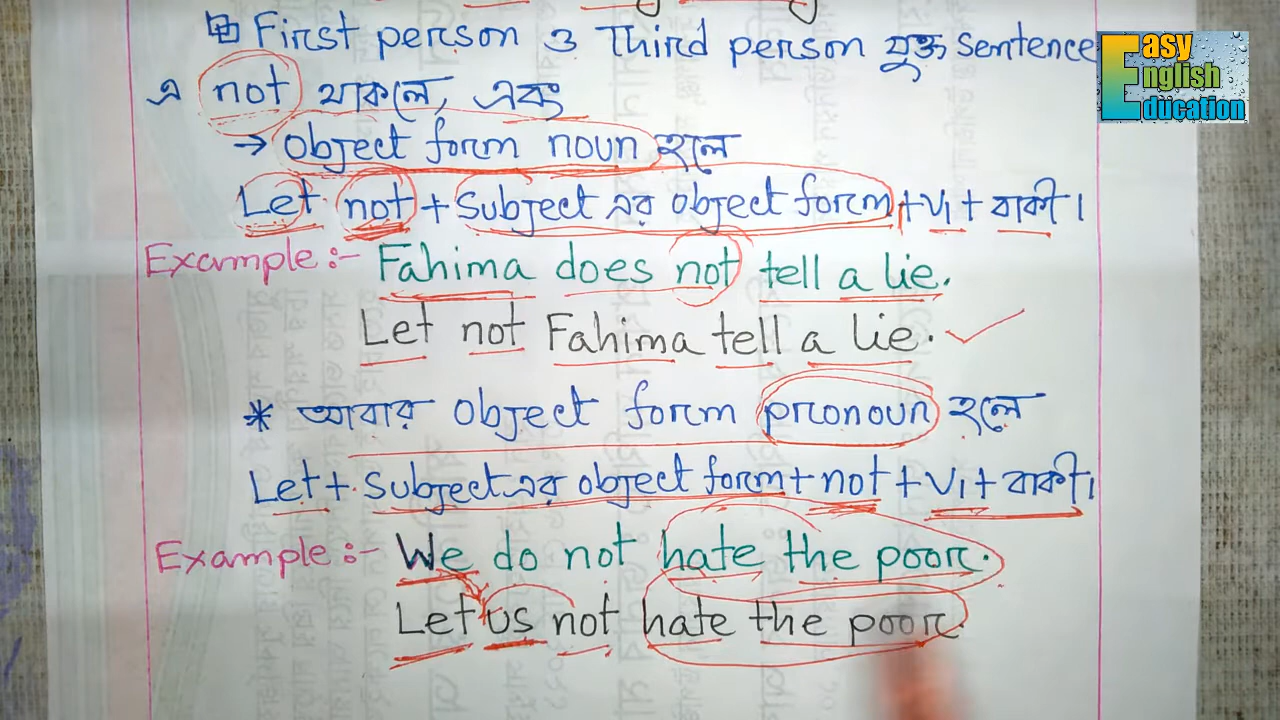 First person ও Third person যুক্ত sentence
এ not থাকলে, এবং
→ object form noun হলে
Let not + subject এর object form + V₁ + বাকী।
Example :- Fahima does not tell a lie.
Let not Fahima tell a lie.
* আবার object form pronoun হলে
Let + subject এর object form + not + V₁ + বাকী।
Example :- We do not hate the poor.
Let us not hate the poor.
Easy
English
Education